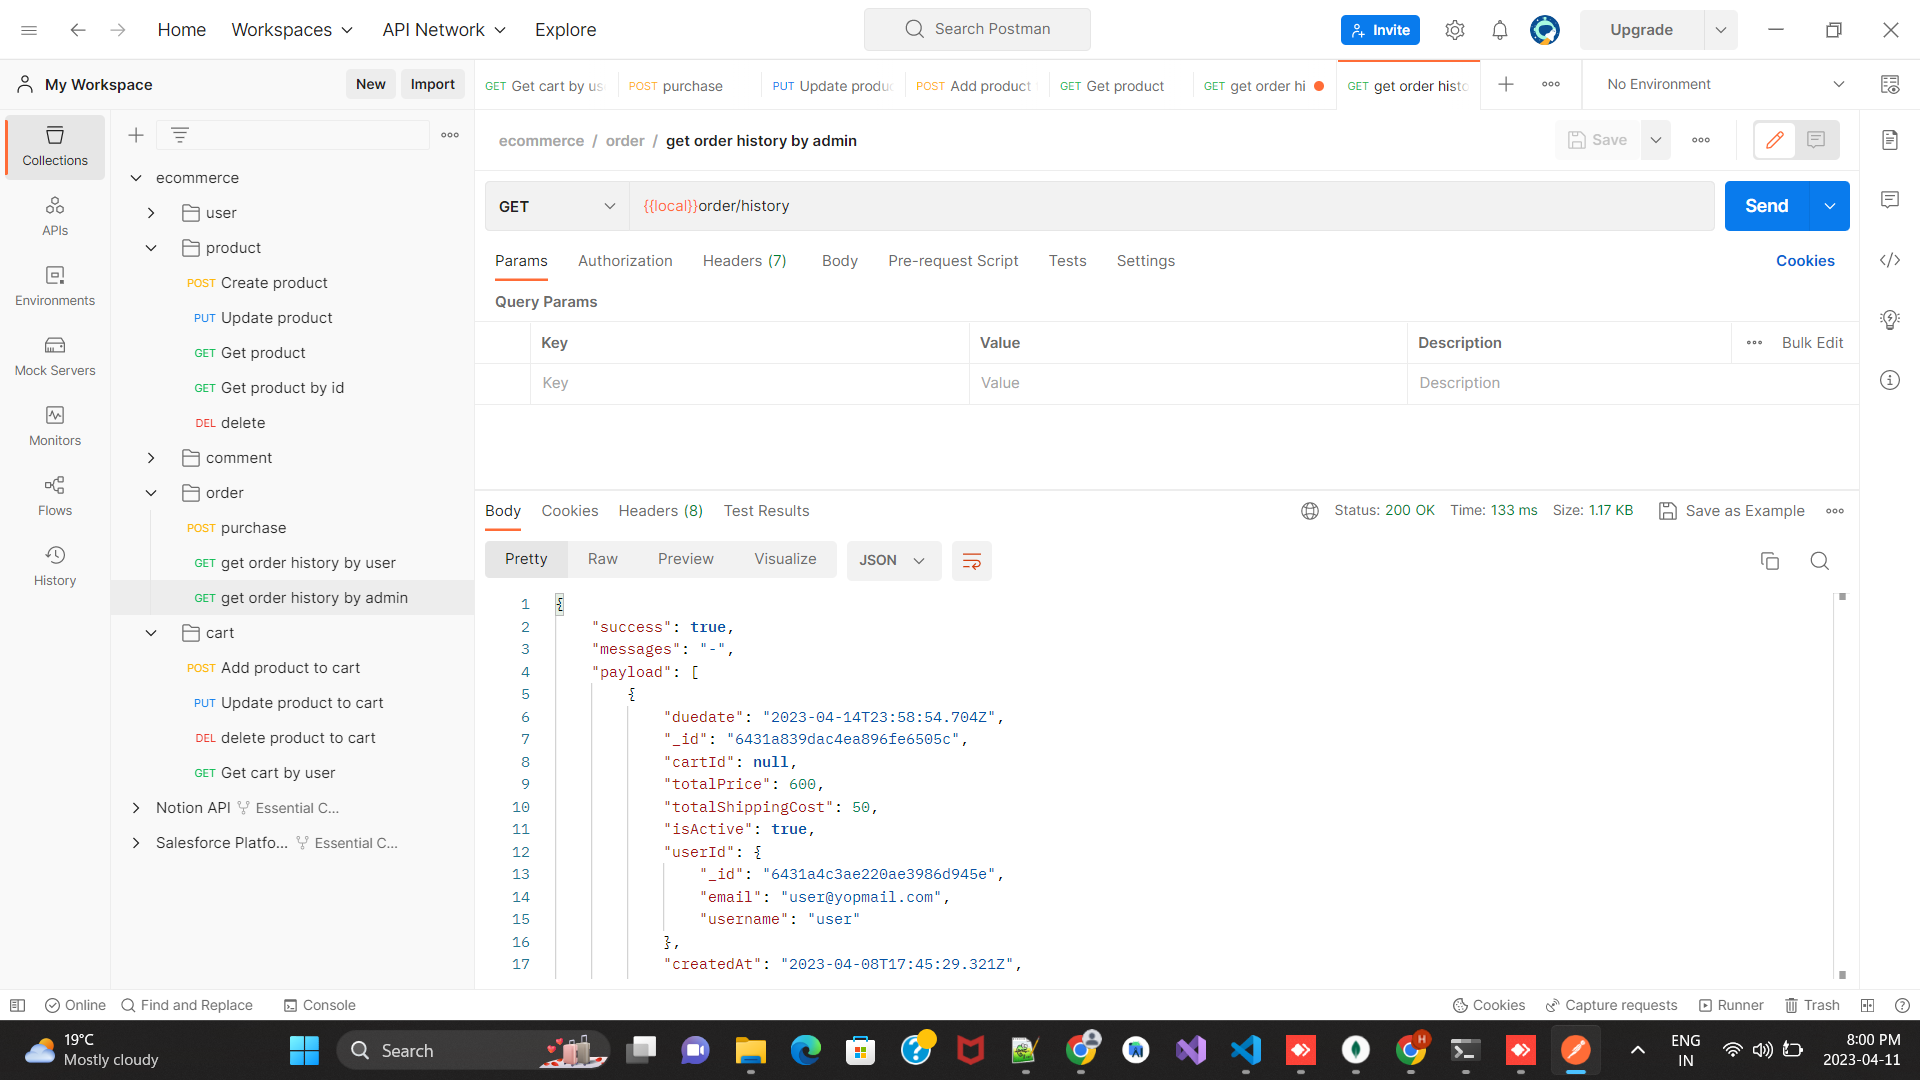 Home Workspaces API Network Explore Search Postman Invite Upgrade
My Workspace New Import
GET Get cart by us POST purchase PUT Update produc POST Add product GET Get product GET get order hi GET get order histo No Environment
Collections
APIs
Environments
Mock Servers
Monitors
Flows
History
ecommerce
user
product
POST Create product
PUT Update product
GET Get product
GET Get product by id
DEL delete
comment
order
POST purchase
GET get order history by user
GET get order history by admin
cart
POST Add product to cart
PUT Update product to cart
DEL delete product to cart
GET Get cart by user
Notion API Essential C...
Salesforce Platfo... Essential C...
ecommerce / order / get order history by admin Save
GET {{local}}order/history Send
Params Authorization Headers (7) Body Pre-request Script Tests Settings Cookies
Query Params
Key Value Description Bulk Edit
Key Value Description
Body Cookies Headers (8) Test Results Status: 200 OK Time: 133 ms Size: 1.17 KB Save as Example
Pretty Raw Preview Visualize JSON
1 {
2 "success": true,
3 "messages": "-",
4 "payload": [
5 {
6 "duedate": "2023-04-14T23:58:54.704Z",
7 "_id": "6431a839dac4ea896fe6505c",
8 "cartId": null,
9 "totalPrice": 600,
10 "totalShippingCost": 50,
11 "isActive": true,
12 "userId": {
13 "_id": "6431a4c3ae220ae3986d945e",
14 "email": "user@yopmail.com",
15 "username": "user"
16 },
17 "createdAt": "2023-04-08T17:45:29.321Z",
Online Find and Replace Console Cookies Capture requests Runner Trash
19°C
Mostly cloudy
Search
H
ENG
IN
8:00 PM
2023-04-11